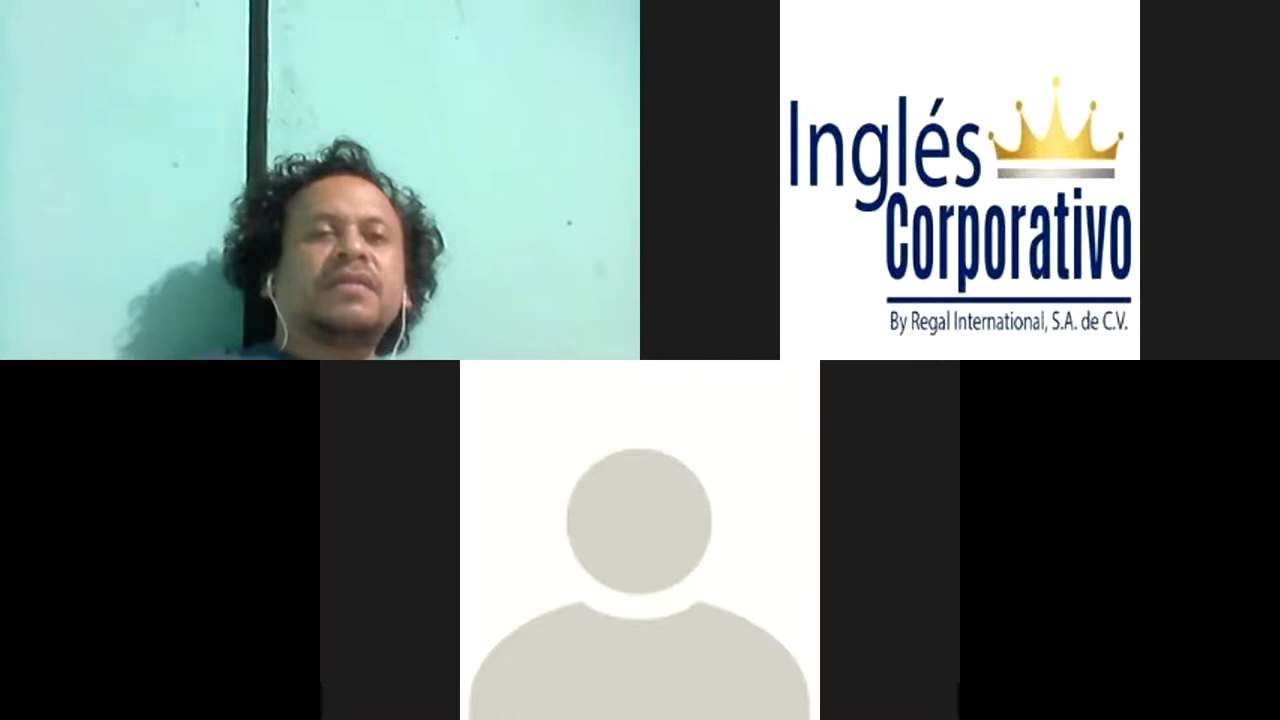 Inglés
Corporativo
By Regal International, S.A. de C.V.